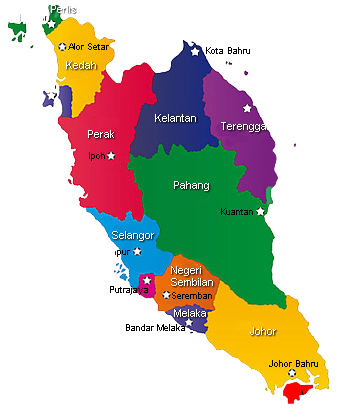 Perlis
Alor Setar
Kedah
Kota Bahru
Kelantan
Terengga
Perak
Ipoh
Pahang
Kuantan
Selangor
pur
Negeri
Sembilan
Putrajaya
Seremban
Melaka
Bandar Melaka
Johor
Johor Bahru